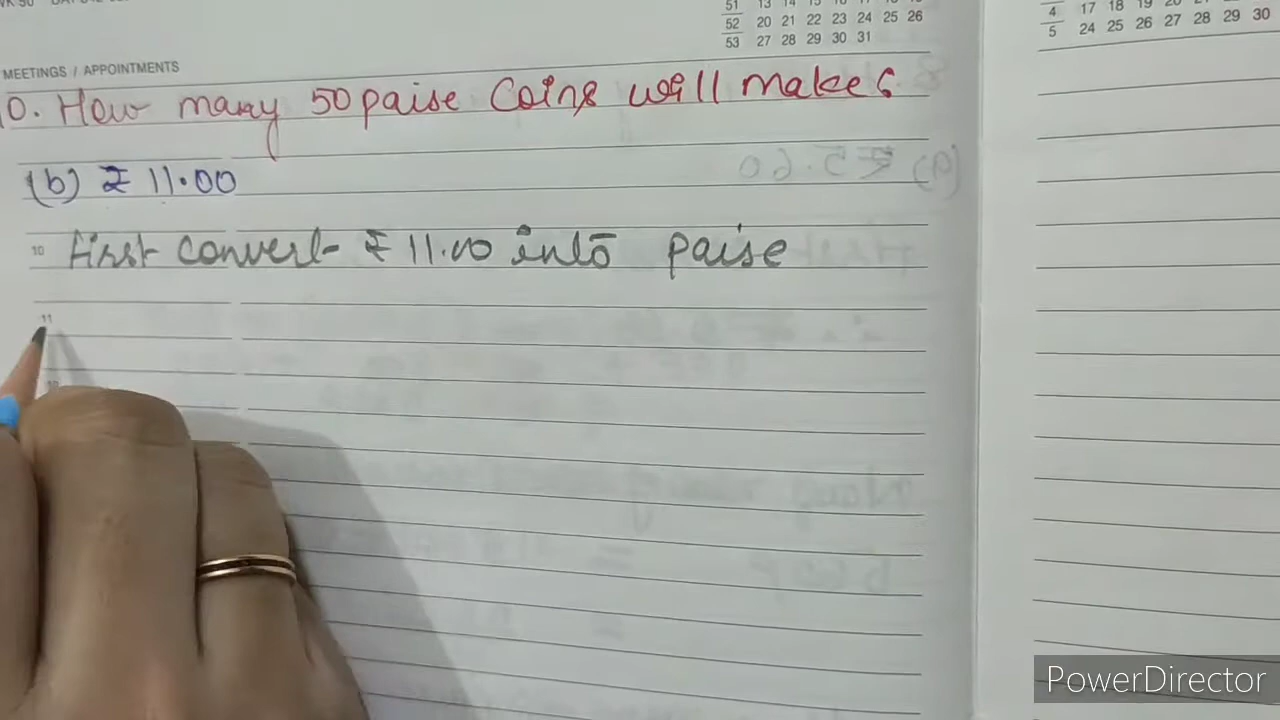 51 13 14 15 16 17 18 19
52 20 21 22 23 24 25 26
53 27 28 29 30 31
4 17 18 19 20
5 24 25 26 27 28 29 30
MEETINGS / APPOINTMENTS
0. How many 50 paise Coins will make
(b) ₹ 11.00
10 First convert ₹ 11.00 into paise
11
PowerDirector